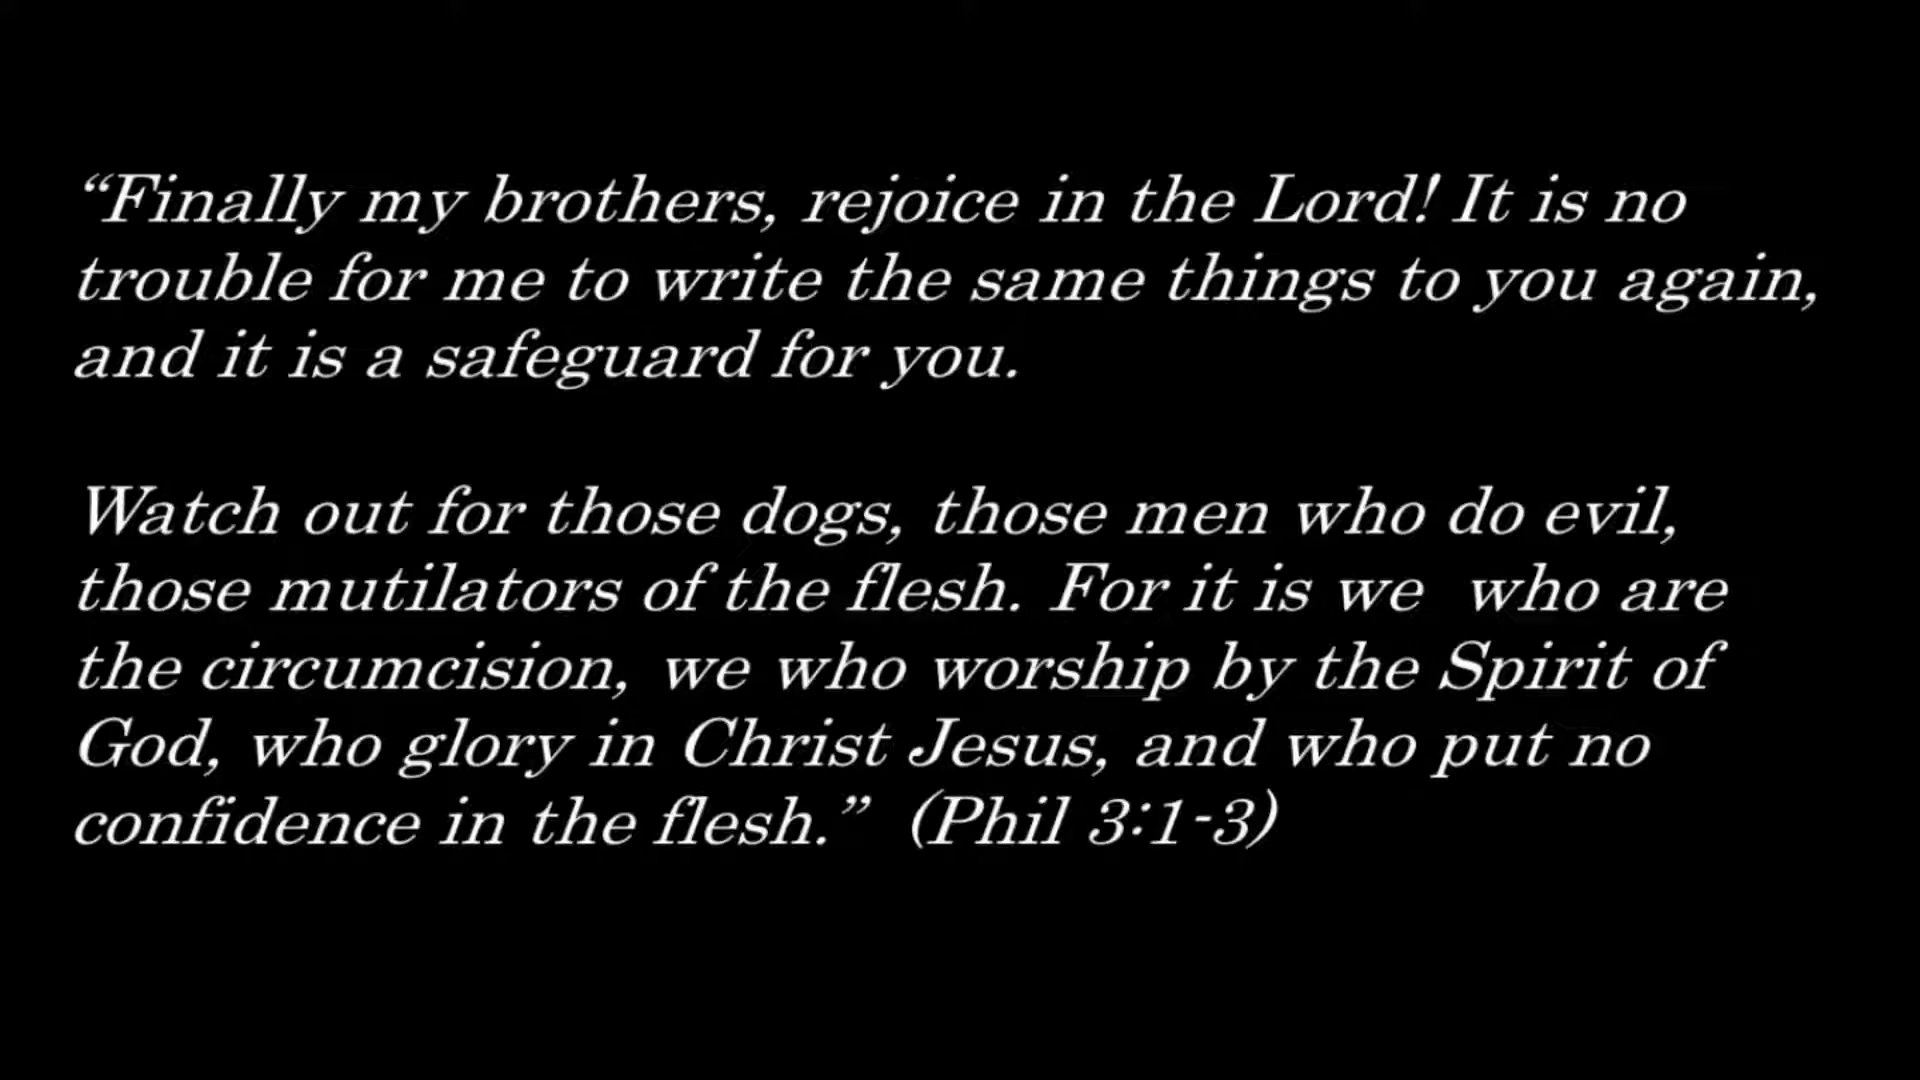 “Finally my brothers, rejoice in the Lord! It is no
trouble for me to write the same things to you again,
and it is a safeguard for you.
Watch out for those dogs, those men who do evil,
those mutilators of the flesh. For it is we  who are
the circumcision, we who worship by the Spirit of
God, who glory in Christ Jesus, and who put no
confidence in the flesh.”  (Phil 3:1-3)